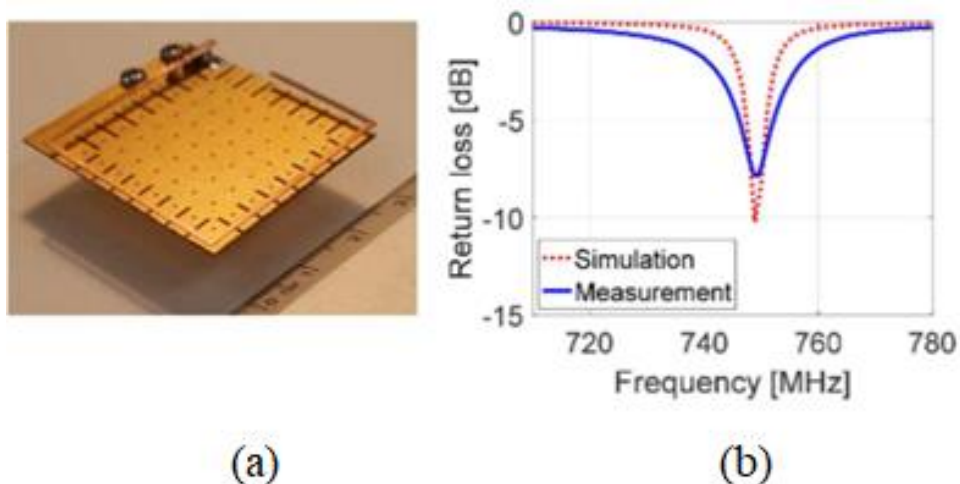 0
-5
-10
-15
Return loss [dB]
Simulation
Measurement
720 740 760 780
Frequency [MHz]
(a) (b)